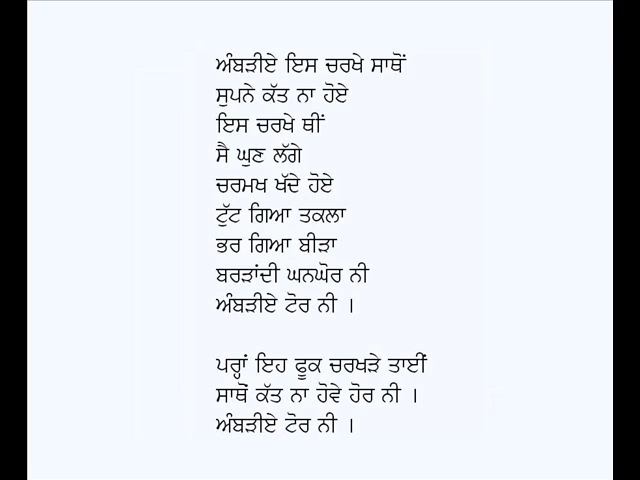 ਅੰਬੜੀਏ ਇਸ ਚਰਖੇ ਸਾਥੋਂ
ਸੁਪਨੇ ਕੱਤ ਨਾ ਹੋਏ
ਇਸ ਚਰਖੇ ਥੀਂ
ਸੈ ਘੁਣ ਲੱਗੇ
ਚਰਮਖ ਖੱਦੇ ਹੋਏ
ਟੁੱਟ ਗਿਆ ਤਕਲਾ
ਭਰ ਗਿਆ ਬੀੜਾ
ਬਰੜਾਂਦੀ ਘਨਘੋਰ ਨੀ
ਅੰਬੜੀਏ ਟੋਰ ਨੀ ।
ਪਰ੍ਹਾਂ ਇਹ ਫੂਕ ਚਰਖੜੇ ਤਾਈਂ
ਸਾਥੋਂ ਕੱਤ ਨਾ ਹੋਵੇ ਹੋਰ ਨੀ ।
ਅੰਬੜੀਏ ਟੋਰ ਨੀ ।